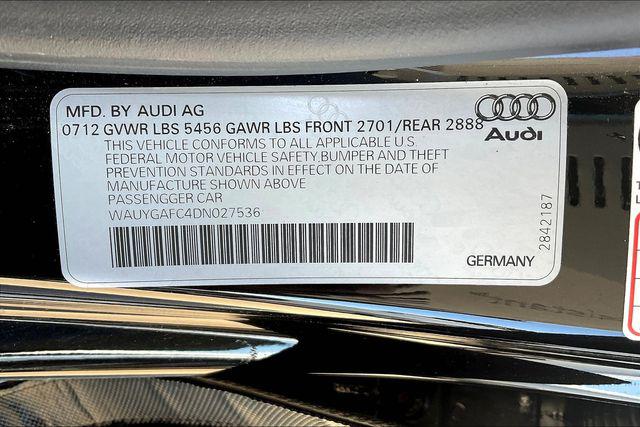 MFD. BY AUDI AG
0712 GVWR LBS 5456 GAWR LBS FRONT 2701/REAR 2888
THIS VEHICLE CONFORMS TO ALL APPLICABLE U.S.
FEDERAL MOTOR VEHICLE SAFETY,BUMPER AND THEFT
PREVENTION STANDARDS IN EFFECT ON THE DATE OF
MANUFACTURE SHOWN ABOVE
PASSENGGER CAR
WAUYGAFC4DN027536
Audi
2842187
GERMANY